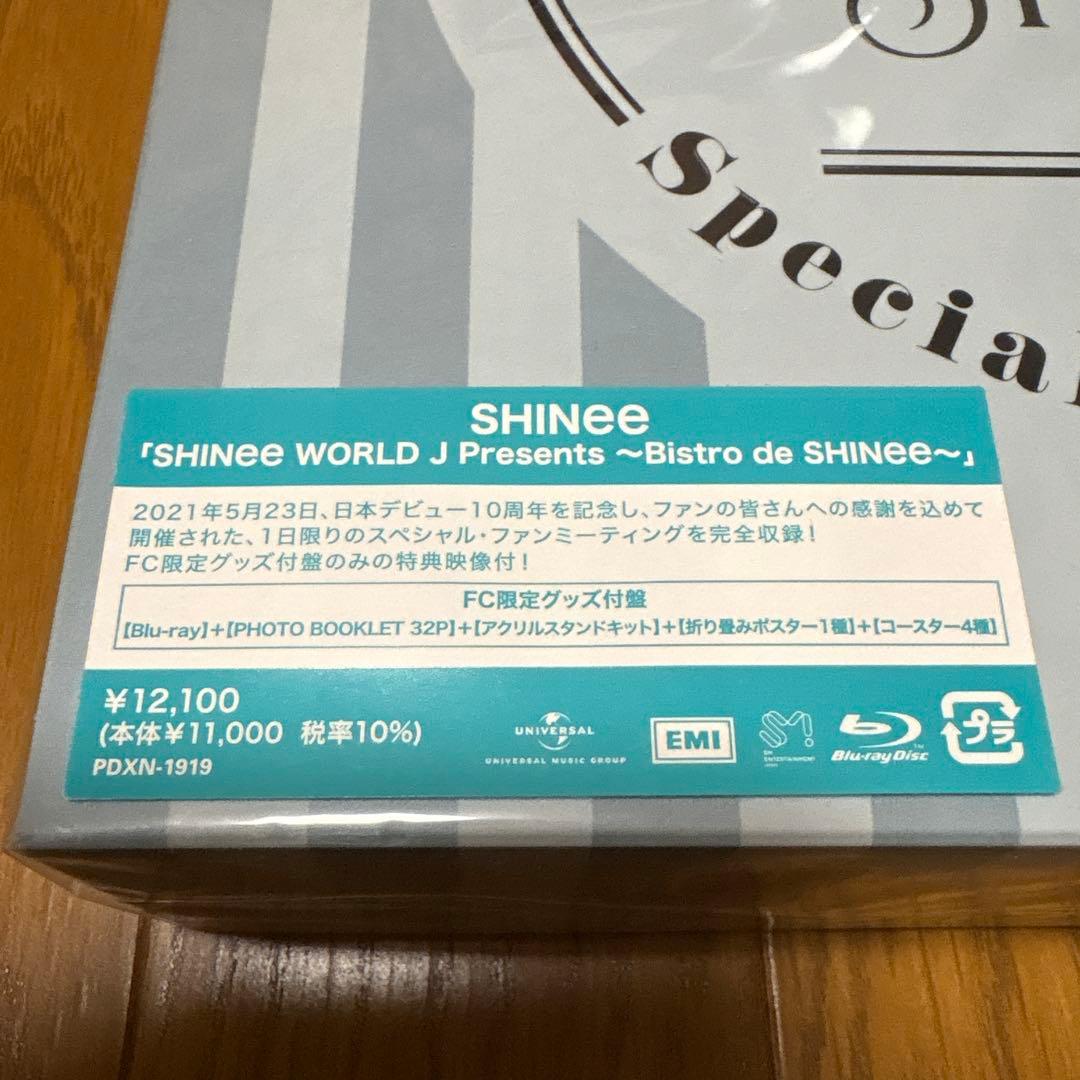 Special
SHINee
「SHINee WORLD J Presents ～Bistro de SHINee～」
2021年5月23日、日本デビュー10周年を記念し、ファンの皆さんへの感謝を込めて
開催された、1日限りのスペシャル・ファンミーティングを完全収録！
FC限定グッズ付盤のみの特典映像付！
FC限定グッズ付盤
【Blu-ray】＋【PHOTO BOOKLET 32P】＋【アクリルスタンドキット】＋【折り畳みポスター1種】＋【コースター4種】
¥12,100
(本体¥11,000 税率10%)
PDXN-1919
UNIVERSAL
UNIVERSAL MUSIC GROUP
EMI
SM
SM ENTERTAINMENT JAPAN
Blu-ray Disc™
プラ